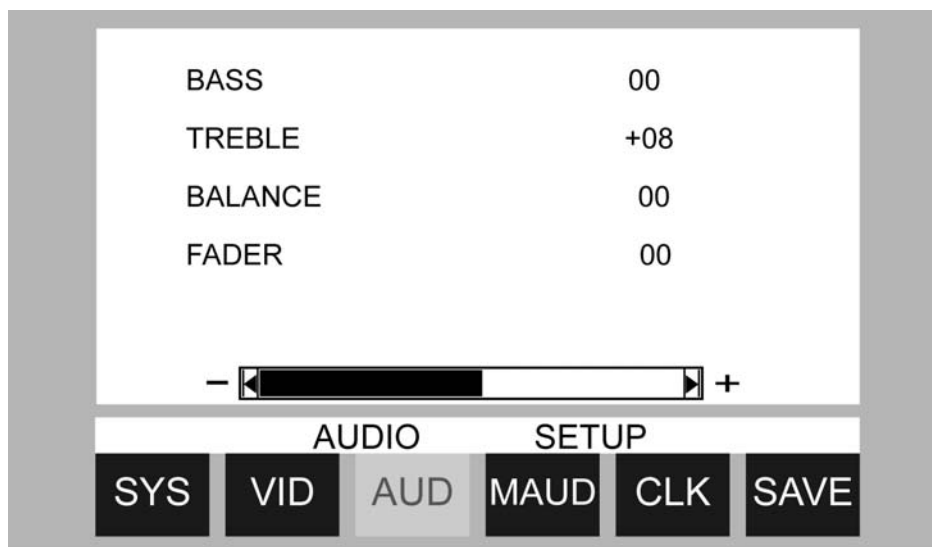 BASS 00
TREBLE +08
BALANCE 00
FADER 00
− +
AUDIO SETUP
SYS VID AUD MAUD CLK SAVE